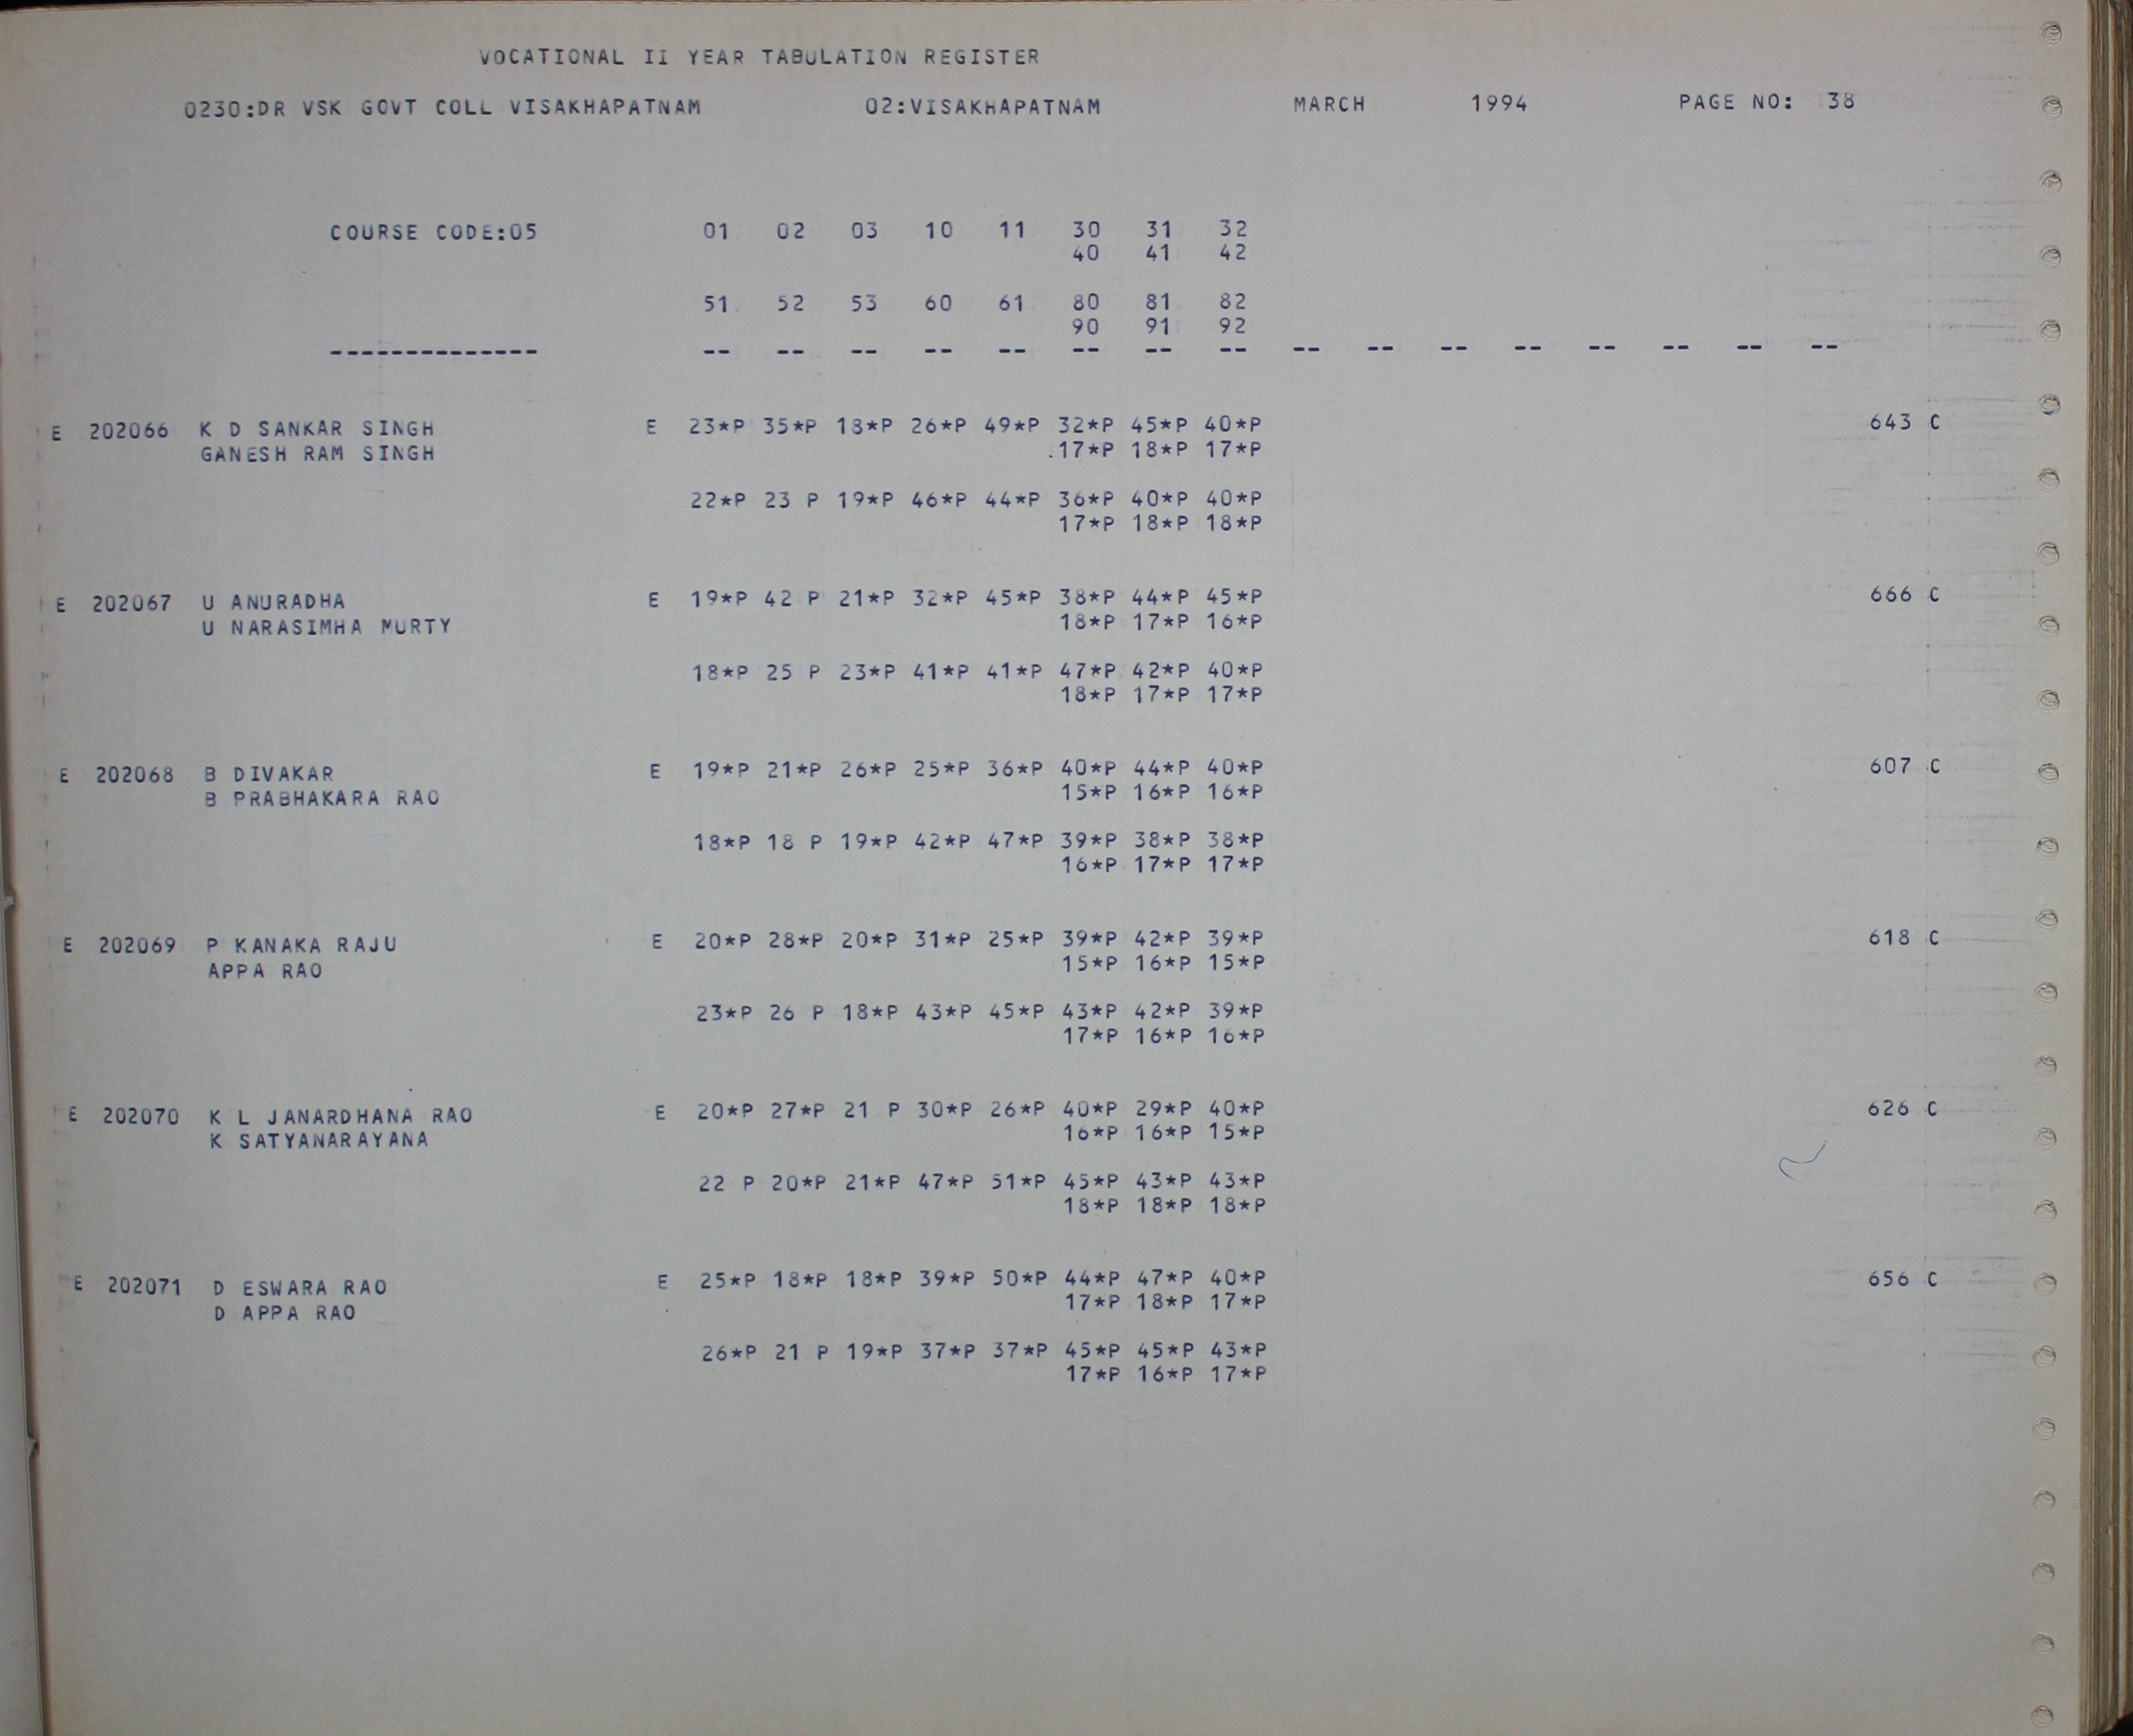 VOCATIONAL II YEAR TABULATION REGISTER
0230:DR VSK GOVT COLL VISAKHAPATNAM 02:VISAKHAPATNAM MARCH 1994 PAGE NO: 38
COURSE CODE:05 01 02 03 10 11 30 31 32
40 41 42
51 52 53 60 61 80 81 82
90 91 92
-------------- -- -- -- -- -- -- -- -- -- -- -- -- -- -- -- --
E 202066 K D SANKAR SINGH E 23*P 35*P 18*P 26*P 49*P 32*P 45*P 40*P 643 C
GANESH RAM SINGH 17*P 18*P 17*P
22*P 23 P 19*P 46*P 44*P 36*P 40*P 40*P
17*P 18*P 18*P
E 202067 U ANURADHA E 19*P 42 P 21*P 32*P 45*P 38*P 44*P 45*P 666 C
U NARASIMHA MURTY 18*P 17*P 16*P
18*P 25 P 23*P 41*P 41*P 47*P 42*P 40*P
18*P 17*P 17*P
E 202068 B DIVAKAR E 19*P 21*P 26*P 25*P 36*P 40*P 44*P 40*P 607 C
B PRABHAKARA RAO 15*P 16*P 16*P
18*P 18 P 19*P 42*P 47*P 39*P 38*P 38*P
16*P 17*P 17*P
E 202069 P KANAKA RAJU E 20*P 28*P 20*P 31*P 25*P 39*P 42*P 39*P 618 C
APPA RAO 15*P 16*P 15*P
23*P 26 P 18*P 43*P 45*P 43*P 42*P 39*P
17*P 16*P 16*P
E 202070 K L JANARDHANA RAO E 20*P 27*P 21 P 30*P 26*P 40*P 29*P 40*P 626 C
K SATYANARAYANA 16*P 16*P 15*P
22 P 20*P 21*P 47*P 51*P 45*P 43*P 43*P
18*P 18*P 18*P
E 202071 D ESWARA RAO E 25*P 18*P 18*P 39*P 50*P 44*P 47*P 40*P 656 C
D APPA RAO 17*P 18*P 17*P
26*P 21 P 19*P 37*P 37*P 45*P 45*P 43*P
17*P 16*P 17*P